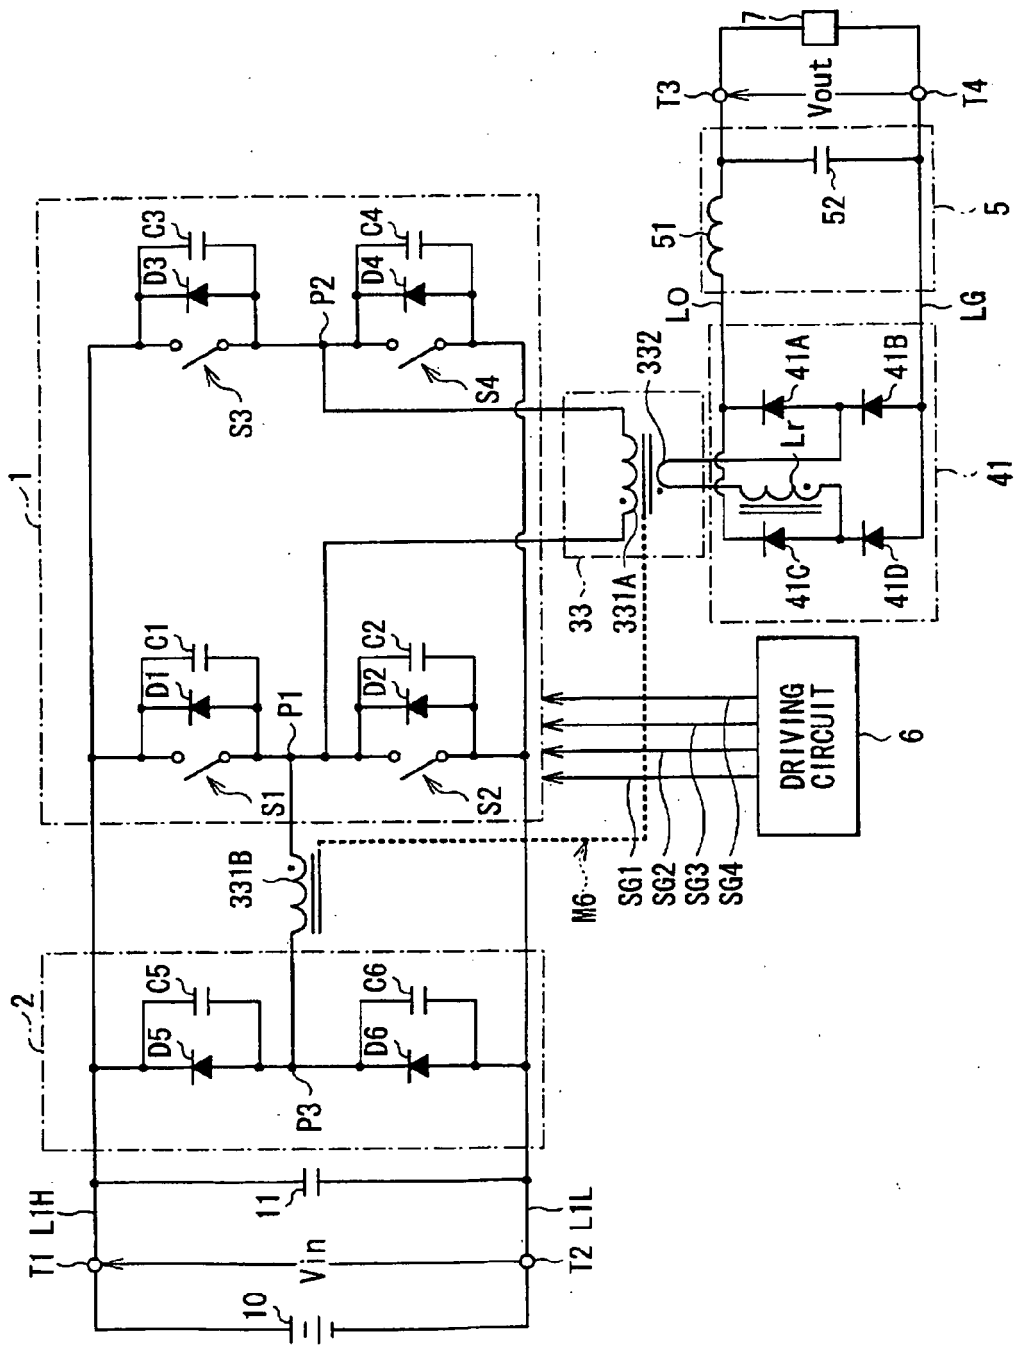 1
2
T1
L1H
10
Vin
11
T2
L1L
D5
C5
P3
D6
C6
331B
S1
D1
C1
P1
S2
D2
C2
S3
D3
C3
P2
S4
D4
C4
33
331A
332
M6
SG1
SG2
SG3
SG4
DRIVING
CIRCUIT
6
41C
41D
Lr
41A
41B
41
LO
LG
51
52
5
T3
Vout
T4
7